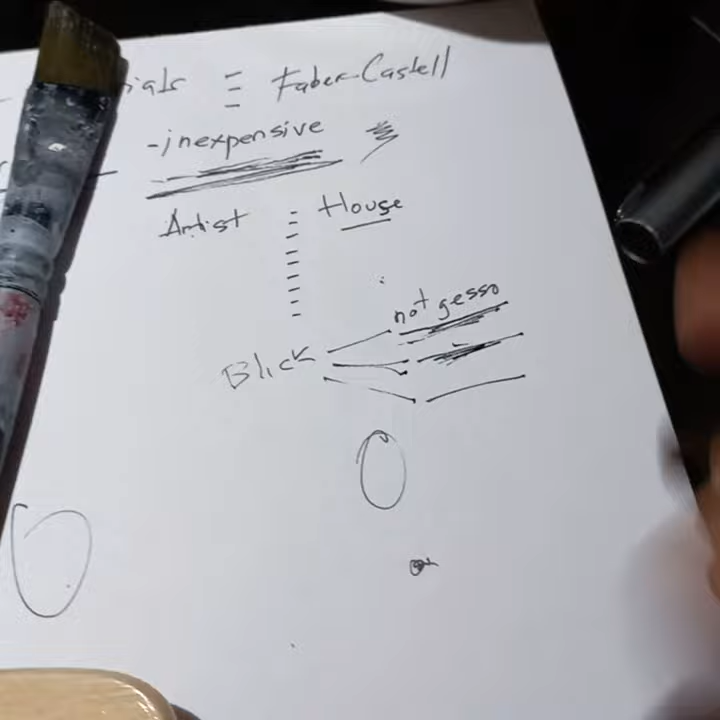 Faber-Castell
-inexpensive
Artist House
not gesso
Blick